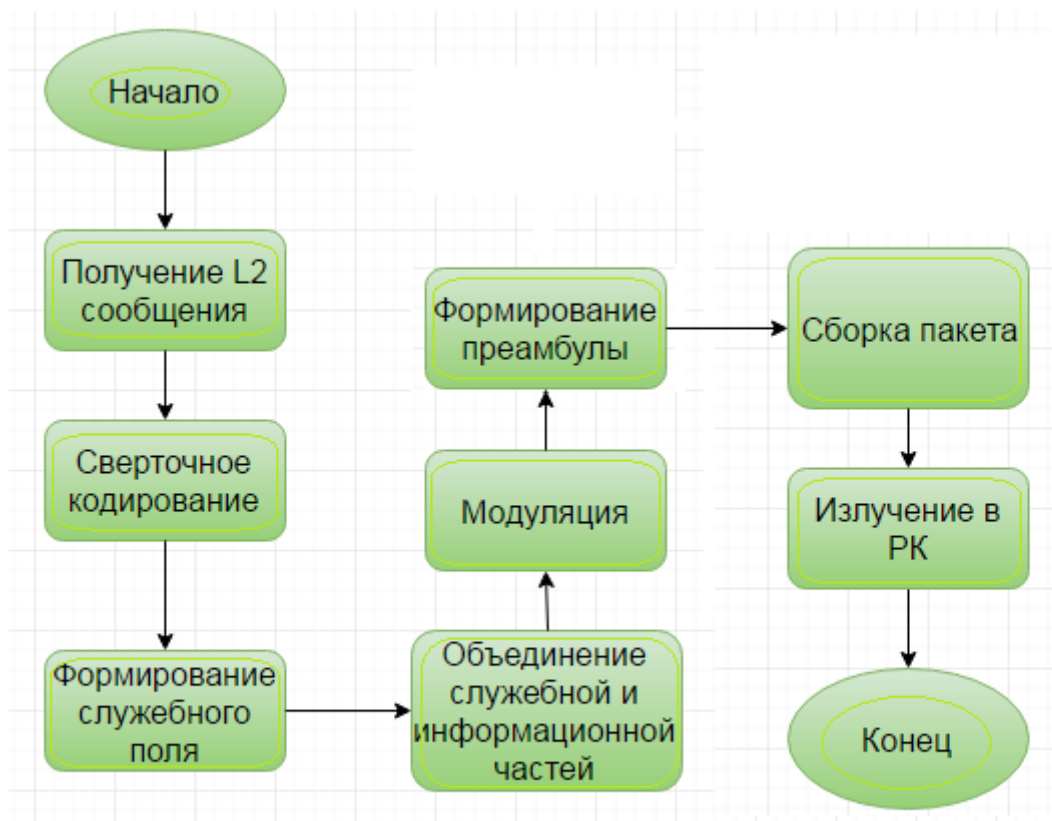 Начало
Получение L2
сообщения
Сверточное
кодирование
Формирование
служебного
поля
Объединение
служебной и
информационной
частей
Модуляция
Формирование
преамбулы
Сборка пакета
Излучение в
РК
Конец